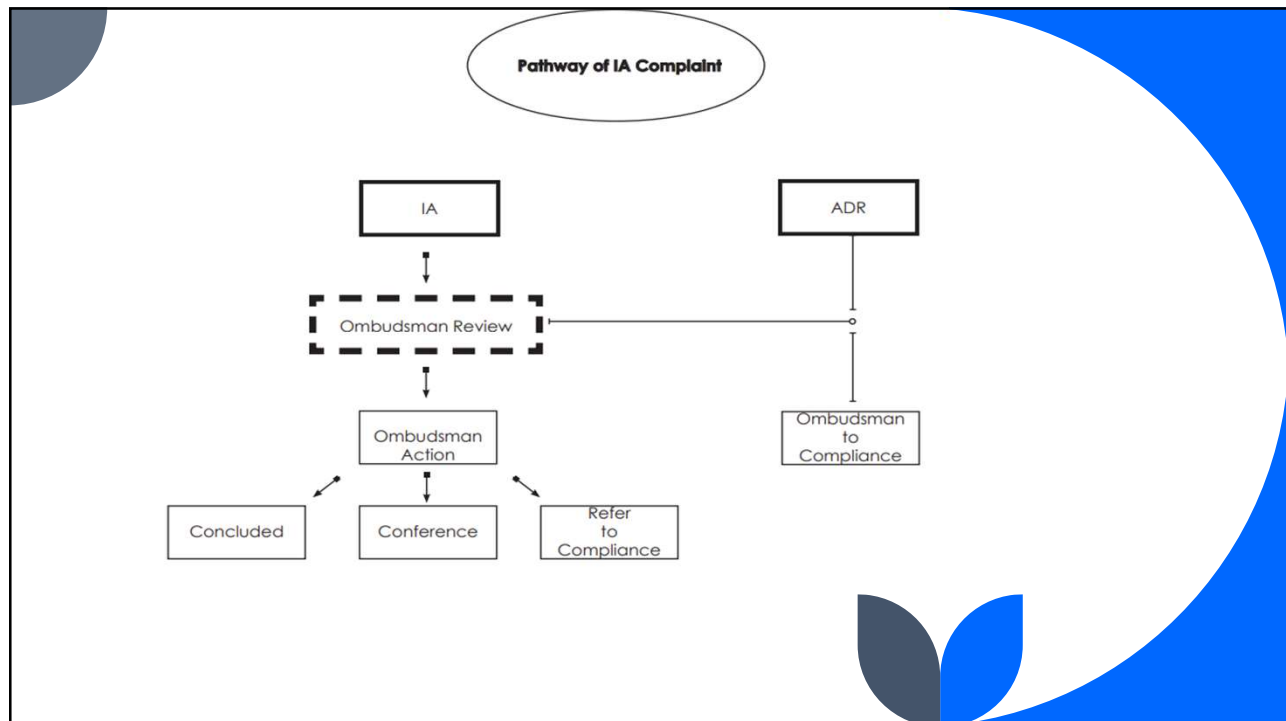 Pathway of IA Complaint
IA
ADR
Ombudsman Review
Ombudsman
Action
Ombudsman
to
Compliance
Concluded
Conference
Refer
to
Compliance